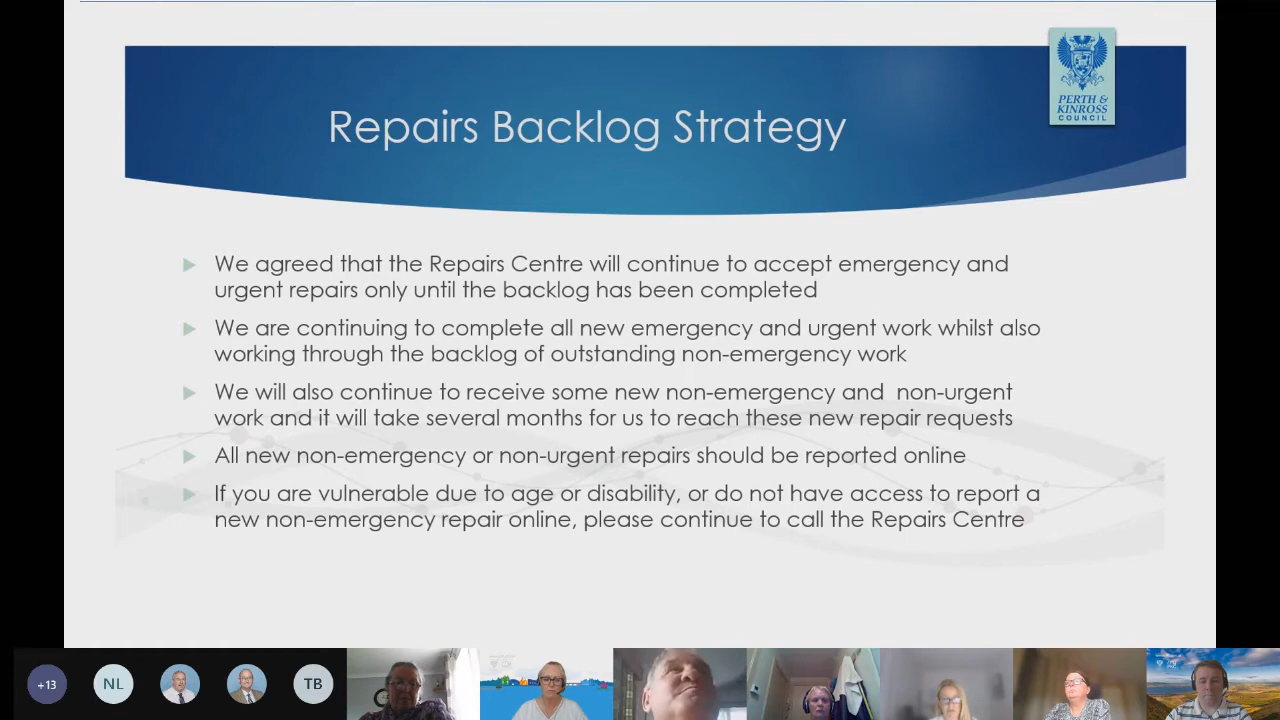 PERTH &
KINROSS
COUNCIL
Repairs Backlog Strategy
We agreed that the Repairs Centre will continue to accept emergency and
urgent repairs only until the backlog has been completed
We are continuing to complete all new emergency and urgent work whilst also
working through the backlog of outstanding non-emergency work
We will also continue to receive some new non-emergency and  non-urgent
work and it will take several months for us to reach these new repair requests
All new non-emergency or non-urgent repairs should be reported online
If you are vulnerable due to age or disability, or do not have access to report a
new non-emergency repair online, please continue to call the Repairs Centre
+13
NL
TB